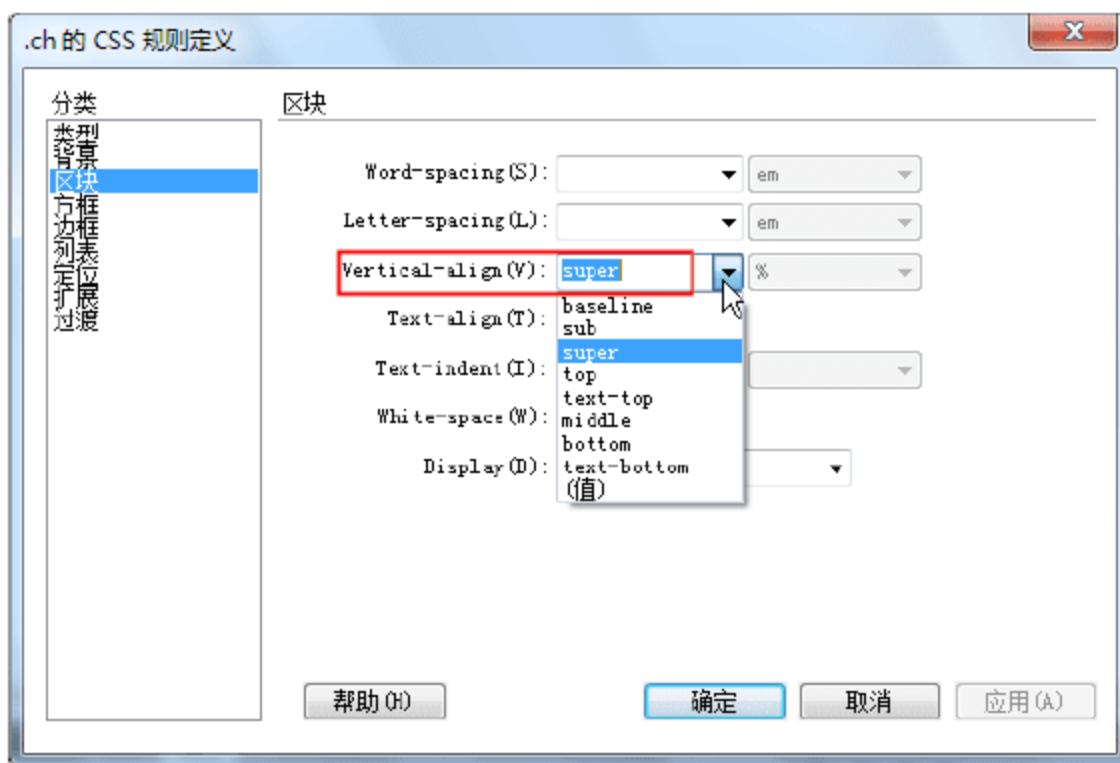 .ch 的 CSS 规则定义
X
分类
类型
背景
区块
方框
边框
列表
定位
扩展
过渡
区块
Word-spacing(S):
em
Letter-spacing(L):
em
Vertical-align(V): super
%
Text-align(T):
Text-indent(I):
White-space(W):
Display(D):
baseline
sub
super
top
text-top
middle
bottom
text-bottom
(值)
帮助(H)
确定
取消
应用(A)